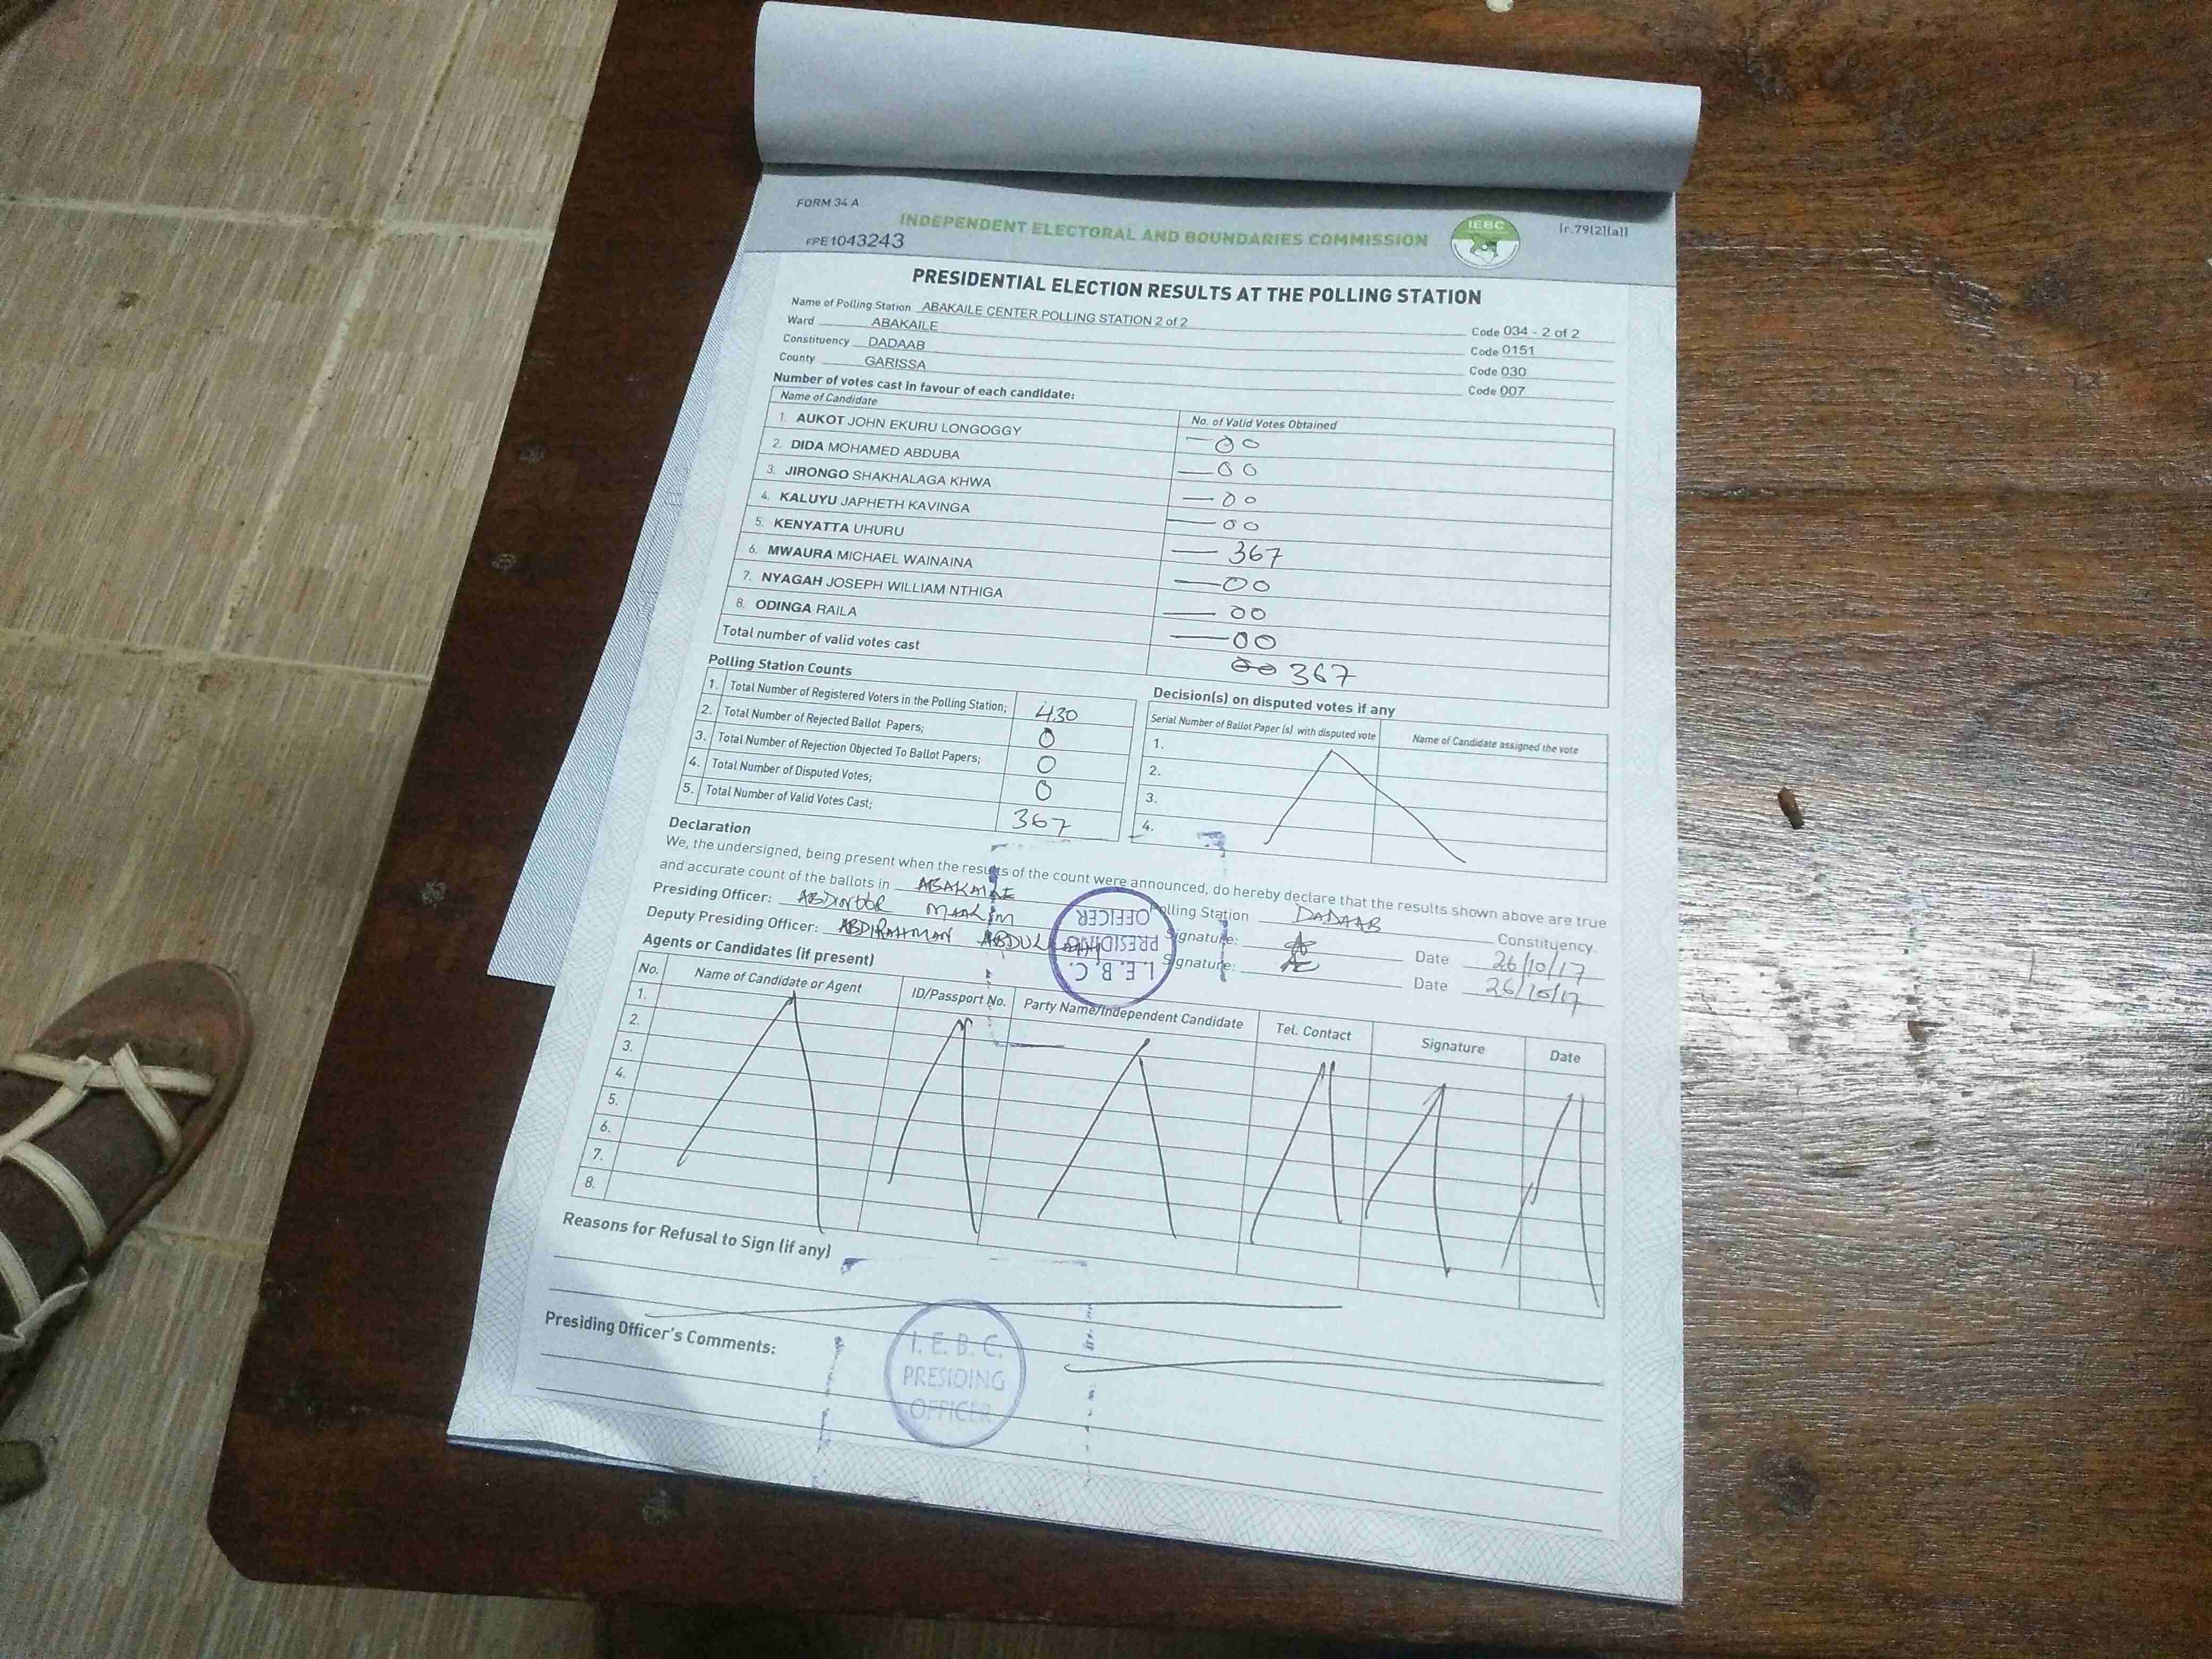 FORM 34 A
INDEPENDENT ELECTORAL AND BOUNDARIES COMMISSION
IEBC
[r.79(2)(a)]
FPE1043243
PRESIDENTIAL ELECTION RESULTS AT THE POLLING STATION
Name of Polling Station ABAKAILE CENTER POLLING STATION 2 of 2 Code 034 - 2 of 2
Ward ABAKAILE Code 0151
Constituency DADAAB Code 030
County GARISSA Code 007
Number of votes cast in favour of each candidate:
Name of Candidate No. of Valid Votes Obtained
1. AUKOT JOHN EKURU LONGOGGY — 00
2. DIDA MOHAMED ABDUBA — 00
3. JIRONGO SHAKHALAGA KHWA — 00
4. KALUYU JAPHETH KAVINGA — 00
5. KENYATTA UHURU — 367
6. MWAURA MICHAEL WAINAINA — 00
7. NYAGAH JOSEPH WILLIAM NTHIGA — 00
8. ODINGA RAILA — 00
Total number of valid votes cast 00 367
Polling Station Counts
1. Total Number of Registered Voters in the Polling Station; 430
2. Total Number of Rejected Ballot Papers; 0
3. Total Number of Rejection Objected To Ballot Papers; 0
4. Total Number of Disputed Votes; 0
5. Total Number of Valid Votes Cast; 367
Decision(s) on disputed votes if any
Serial Number of Ballot Paper (s) with disputed vote Name of Candidate assigned the vote
1.
2.
3.
4.
Declaration
We, the undersigned, being present when the results of the count were announced, do hereby declare that the results shown above are true
and accurate count of the ballots in ABAKAILE Polling Station DADAAB Constituency.
Presiding Officer: ABDINOOR MAALIM Signature: Date 26/10/17
Deputy Presiding Officer: ABDIRAHMAN ABDULLAHI Signature: Date 26/10/17
I. E. B. C.
PRESIDING
OFFICER
Agents or Candidates (if present)
No. Name of Candidate or Agent ID/Passport No. Party Name/Independent Candidate Tel. Contact Signature Date
1.
2.
3.
4.
5.
6.
7.
8.
Reasons for Refusal to Sign (if any)
Presiding Officer's Comments:
I. E. B. C.
PRESIDING
OFFICER